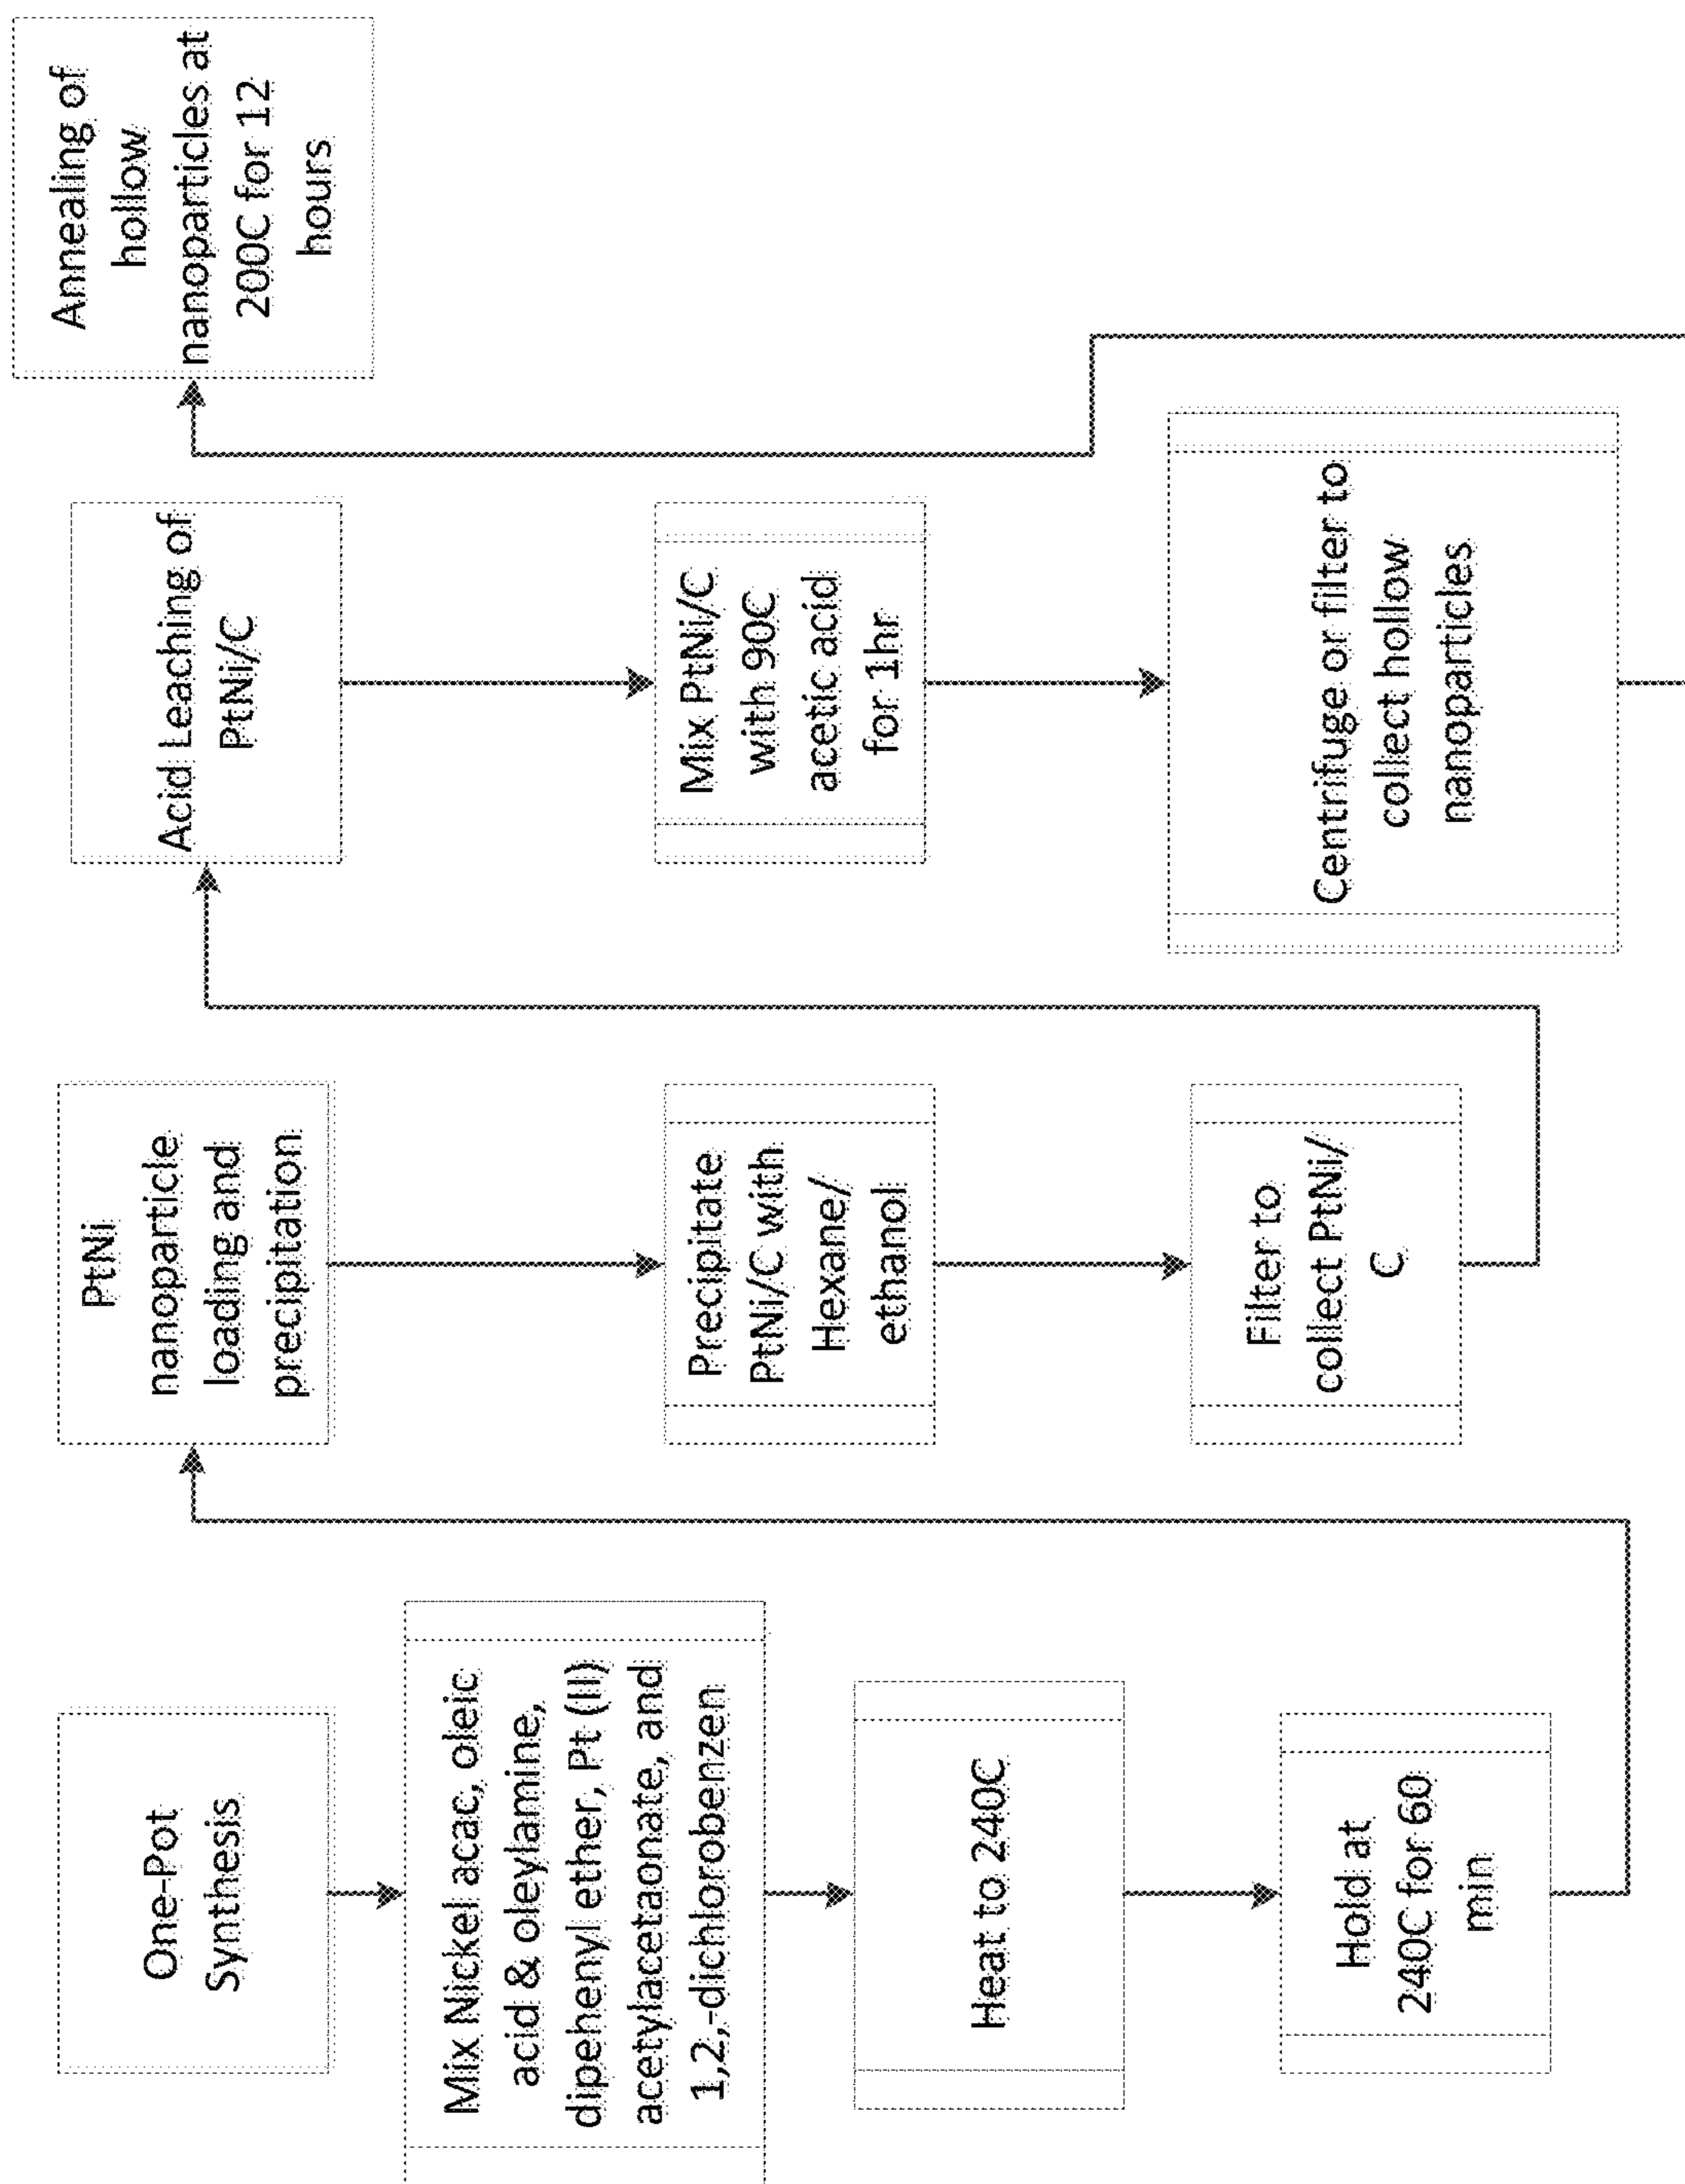 One-Pot
Synthesis
Mix Nickel acac, oleic
acid & oleylamine,
dipehenyl ether, Pt (II)
acetylacetaonate, and
1,2,-dichlorobenzen
Heat to 240C
Hold at
240C for 60
min
PtNi
nanoparticle
loading and
precipitation
Precipitate
PtNi/C with
Hexane/
ethanol
Filter to
collect PtNi/
C
Acid Leaching of
PtNi/C
Mix PtNi/C
with 90C
acetic acid
for 1hr
Centrifuge or filter to
collect hollow
nanoparticles
Annealing of
hollow
nanoparticles at
200C for 12
hours